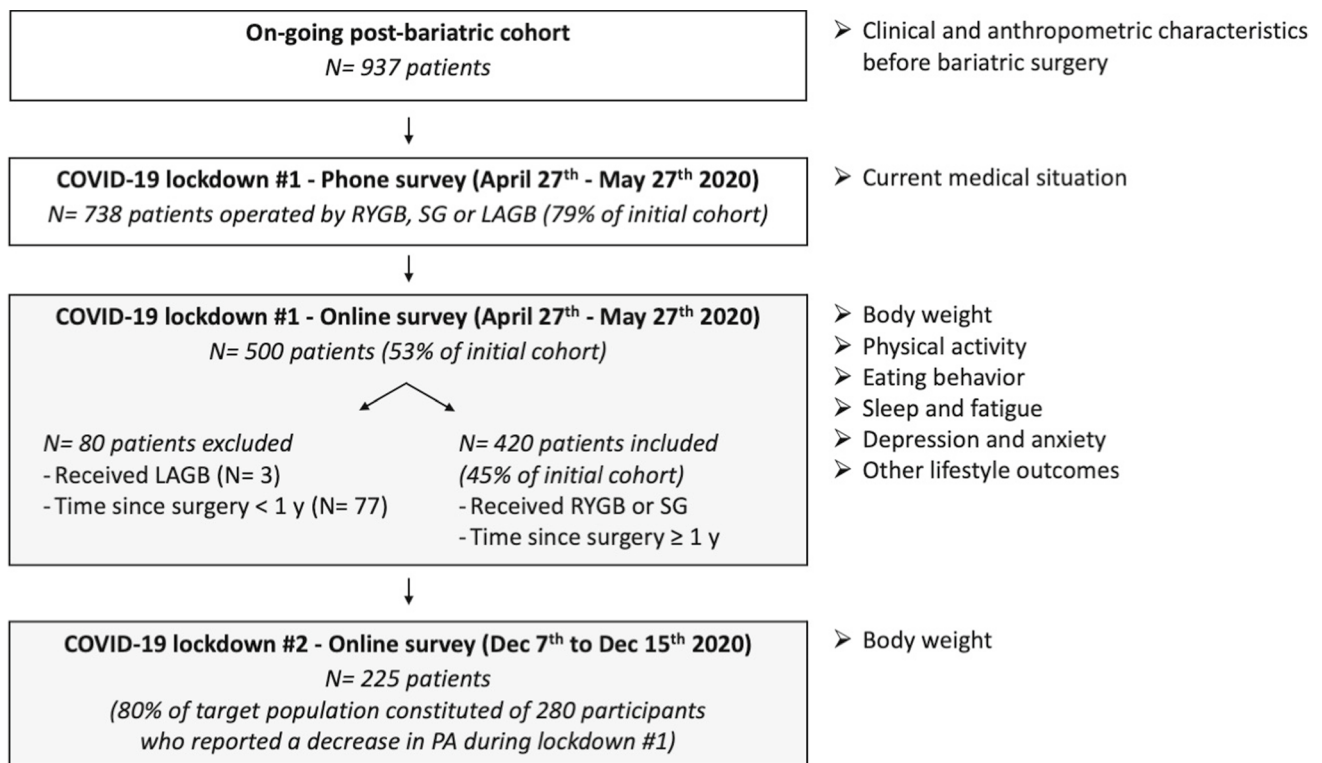 On-going post-bariatric cohort
N= 937 patients
➢ Clinical and anthropometric characteristics
before bariatric surgery
COVID-19 lockdown #1 - Phone survey (April 27th - May 27th 2020)
N= 738 patients operated by RYGB, SG or LAGB (79% of initial cohort)
➢ Current medical situation
COVID-19 lockdown #1 - Online survey (April 27th - May 27th 2020)
N= 500 patients (53% of initial cohort)
N= 80 patients excluded
- Received LAGB (N= 3)
- Time since surgery < 1 y (N= 77)
N= 420 patients included
(45% of initial cohort)
- Received RYGB or SG
- Time since surgery ≥ 1 y
➢ Body weight
➢ Physical activity
➢ Eating behavior
➢ Sleep and fatigue
➢ Depression and anxiety
➢ Other lifestyle outcomes
COVID-19 lockdown #2 - Online survey (Dec 7th to Dec 15th 2020)
N= 225 patients
(80% of target population constituted of 280 participants
who reported a decrease in PA during lockdown #1)
➢ Body weight